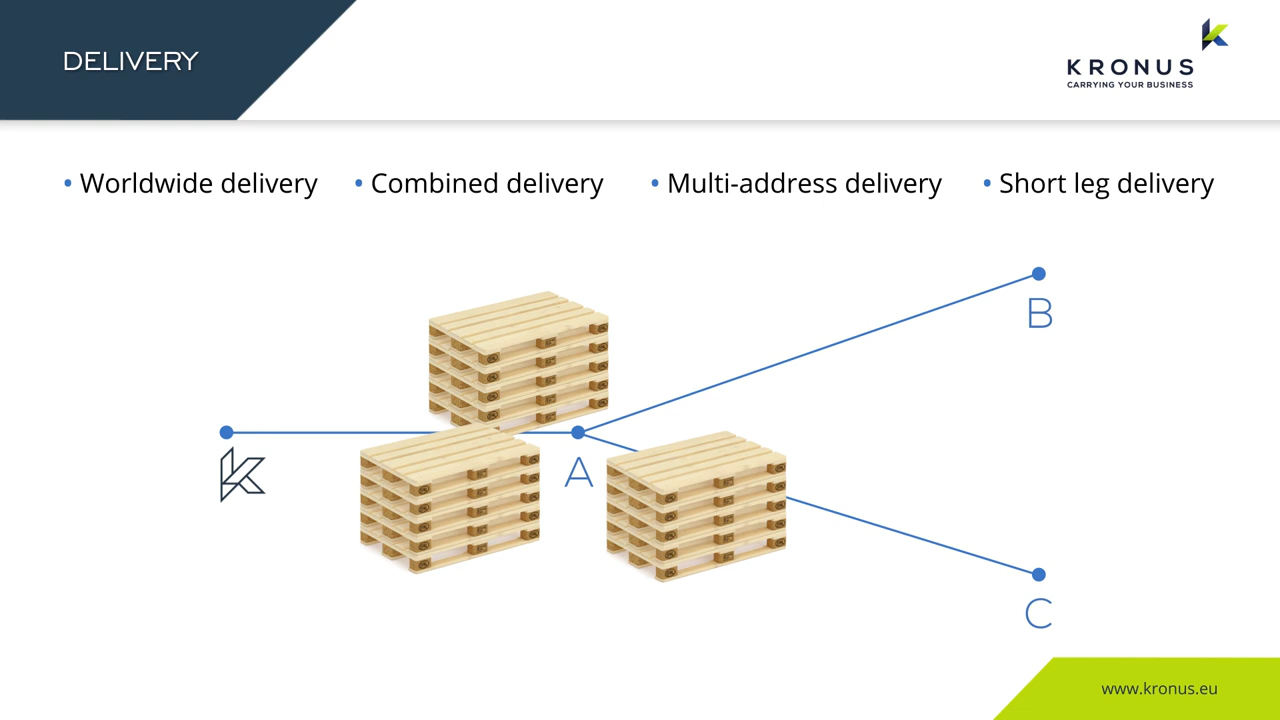 DELIVERY
KRONUS
CARRYING YOUR BUSINESS
• Worldwide delivery
• Combined delivery
• Multi-address delivery
• Short leg delivery
B
A
C
www.kronus.eu